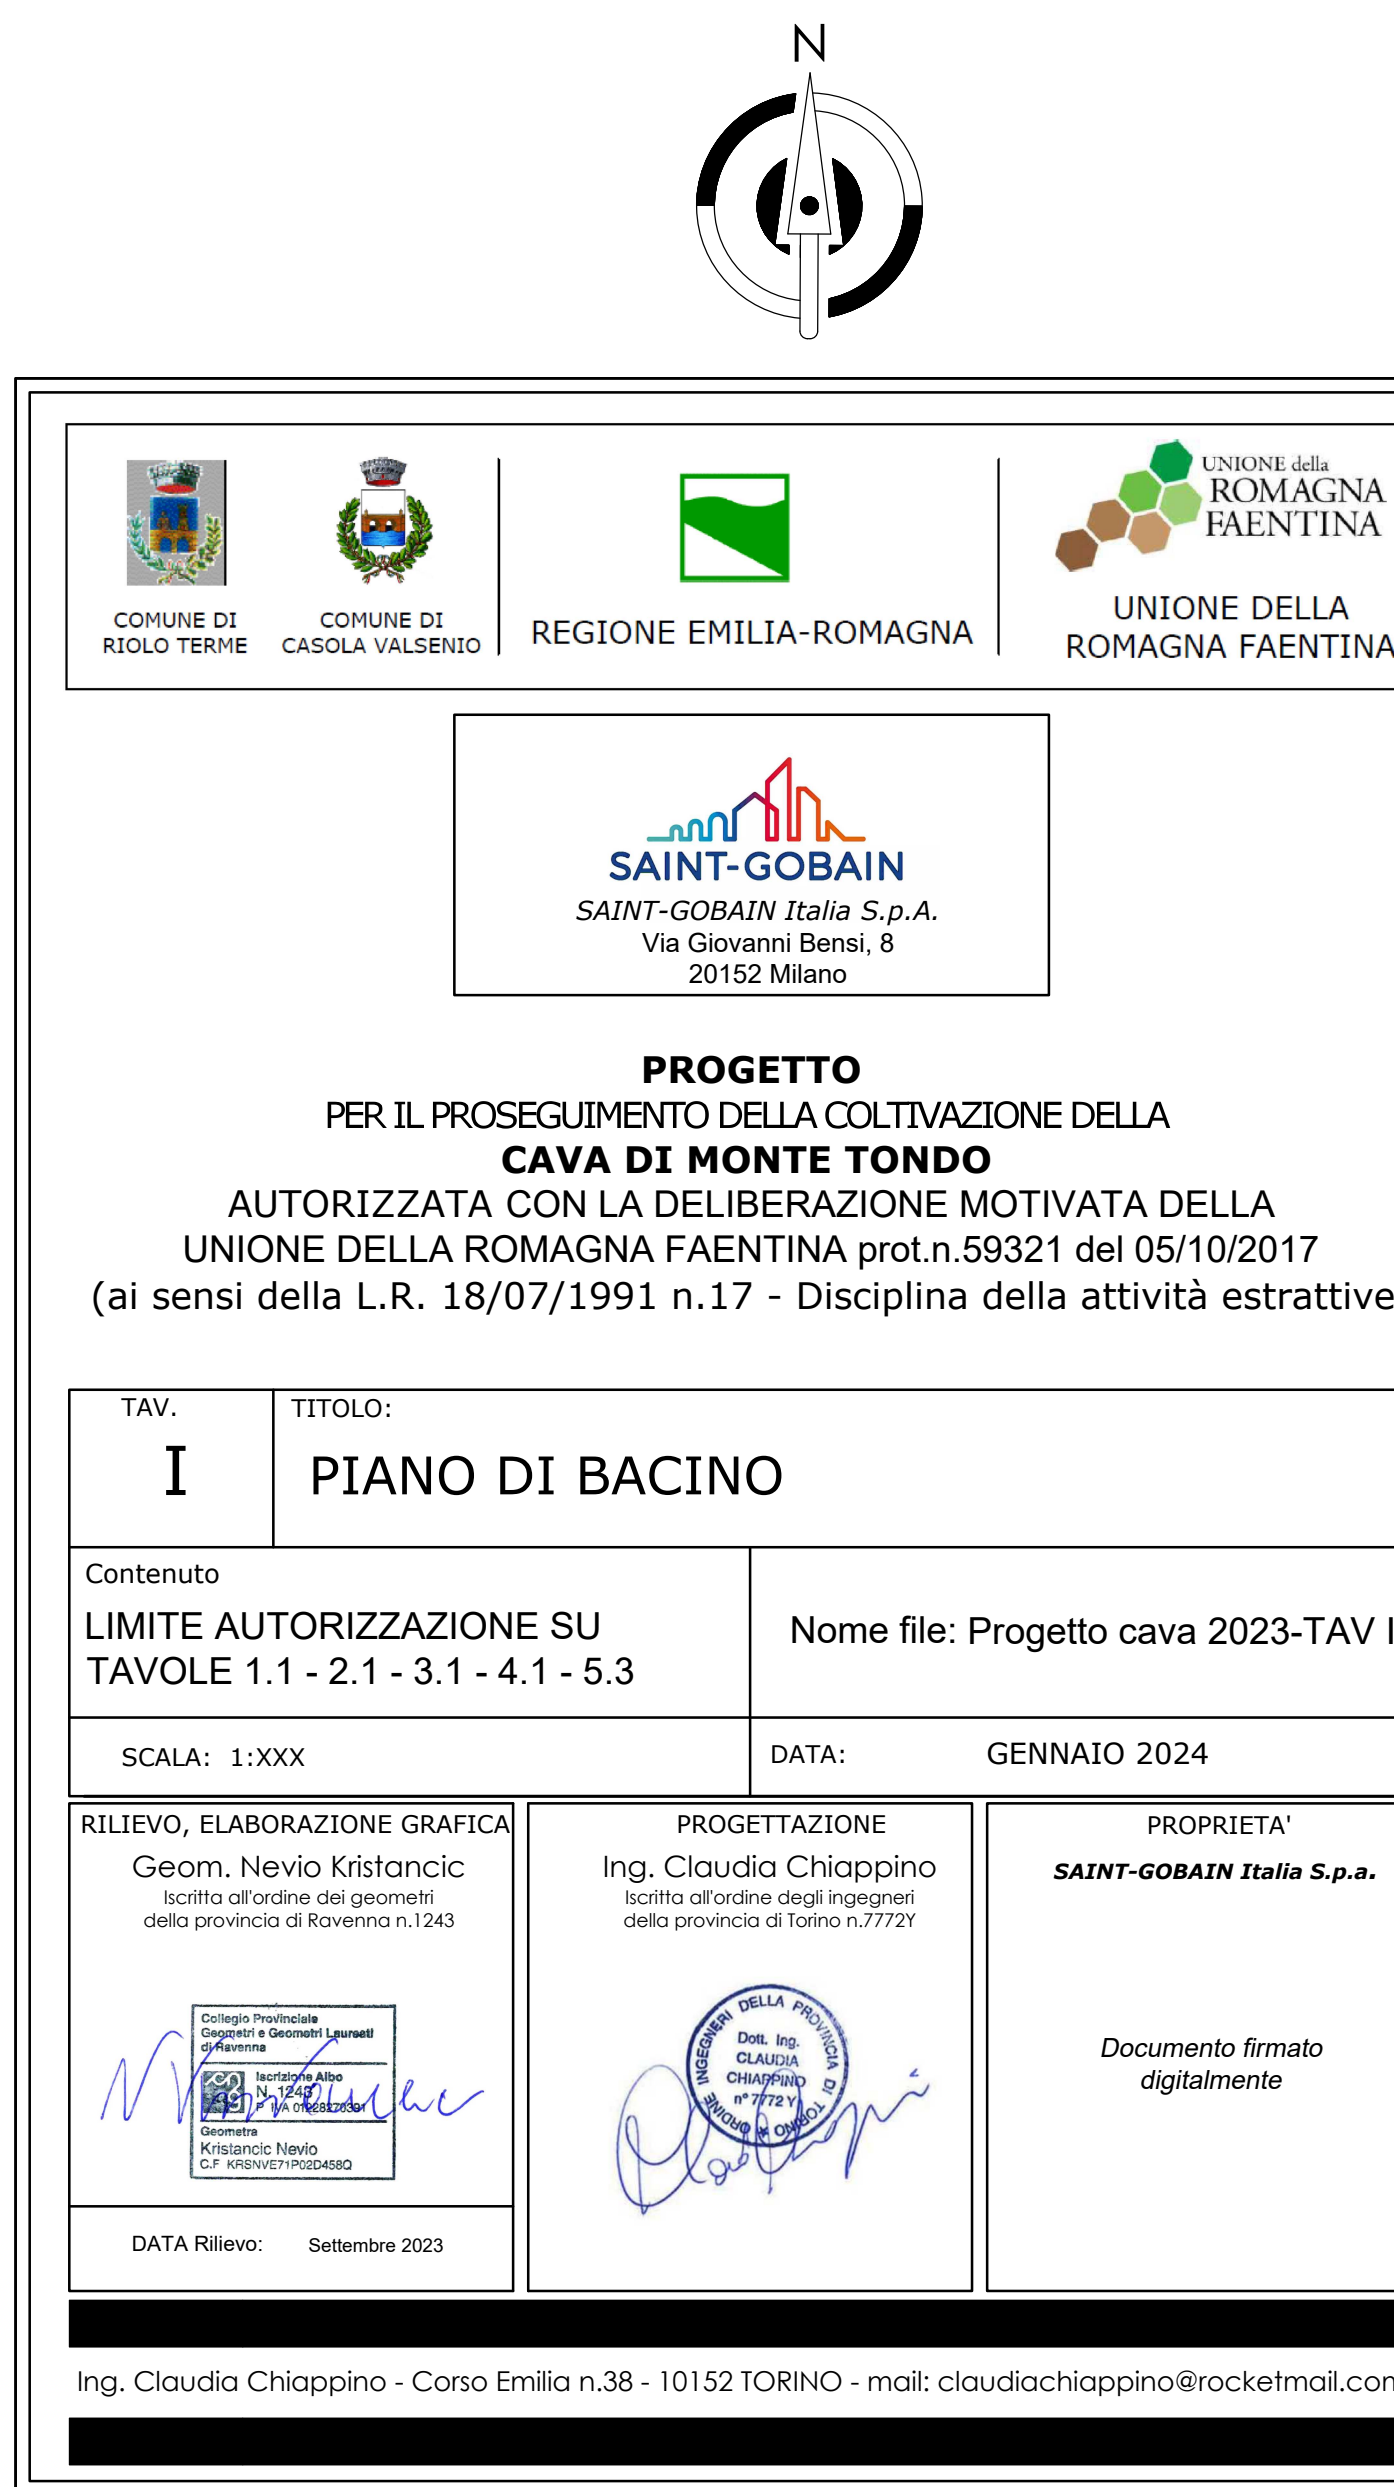 N
UNIONE della
ROMAGNA
FAENTINA
COMUNE DI
RIOLO TERME
COMUNE DI
CASOLA VALSENIO
REGIONE EMILIA-ROMAGNA
UNIONE DELLA
ROMAGNA FAENTINA
SAINT-GOBAIN
SAINT-GOBAIN Italia S.p.A.
Via Giovanni Bensi, 8
20152 Milano
PROGETTO
PER IL PROSEGUIMENTO DELLA COLTIVAZIONE DELLA
CAVA DI MONTE TONDO
AUTORIZZATA CON LA DELIBERAZIONE MOTIVATA DELLA
UNIONE DELLA ROMAGNA FAENTINA prot.n.59321 del 05/10/2017
(ai sensi della L.R. 18/07/1991 n.17 - Disciplina della attività estrattive
TAV.
I
TITOLO:
PIANO DI BACINO
Contenuto
LIMITE AUTORIZZAZIONE SU
TAVOLE 1.1 - 2.1 - 3.1 - 4.1 - 5.3
Nome file: Progetto cava 2023-TAV I
SCALA: 1:XXX
DATA: GENNAIO 2024
RILIEVO, ELABORAZIONE GRAFICA
Geom. Nevio Kristancic
Iscritta all'ordine dei geometri
della provincia di Ravenna n.1243
Collegio Provinciale
Geometri e Geometri Laureati
di Ravenna
Iscrizione Albo
N. 1243
P. IVA 01228270391
Geometra
Kristancic Nevio
C.F KRSNVE71P02D458Q
DATA Rilievo: Settembre 2023
PROGETTAZIONE
Ing. Claudia Chiappino
Iscritta all'ordine degli ingegneri
della provincia di Torino n.7772Y
ORDINE INGEGNERI DELLA PROVINCIA DI TORINO
Dott. Ing.
CLAUDIA
CHIAPPINO
n° 7772 Y
PROPRIETA'
SAINT-GOBAIN Italia S.p.a.
Documento firmato
digitalmente
Ing. Claudia Chiappino - Corso Emilia n.38 - 10152 TORINO - mail: claudiachiappino@rocketmail.com